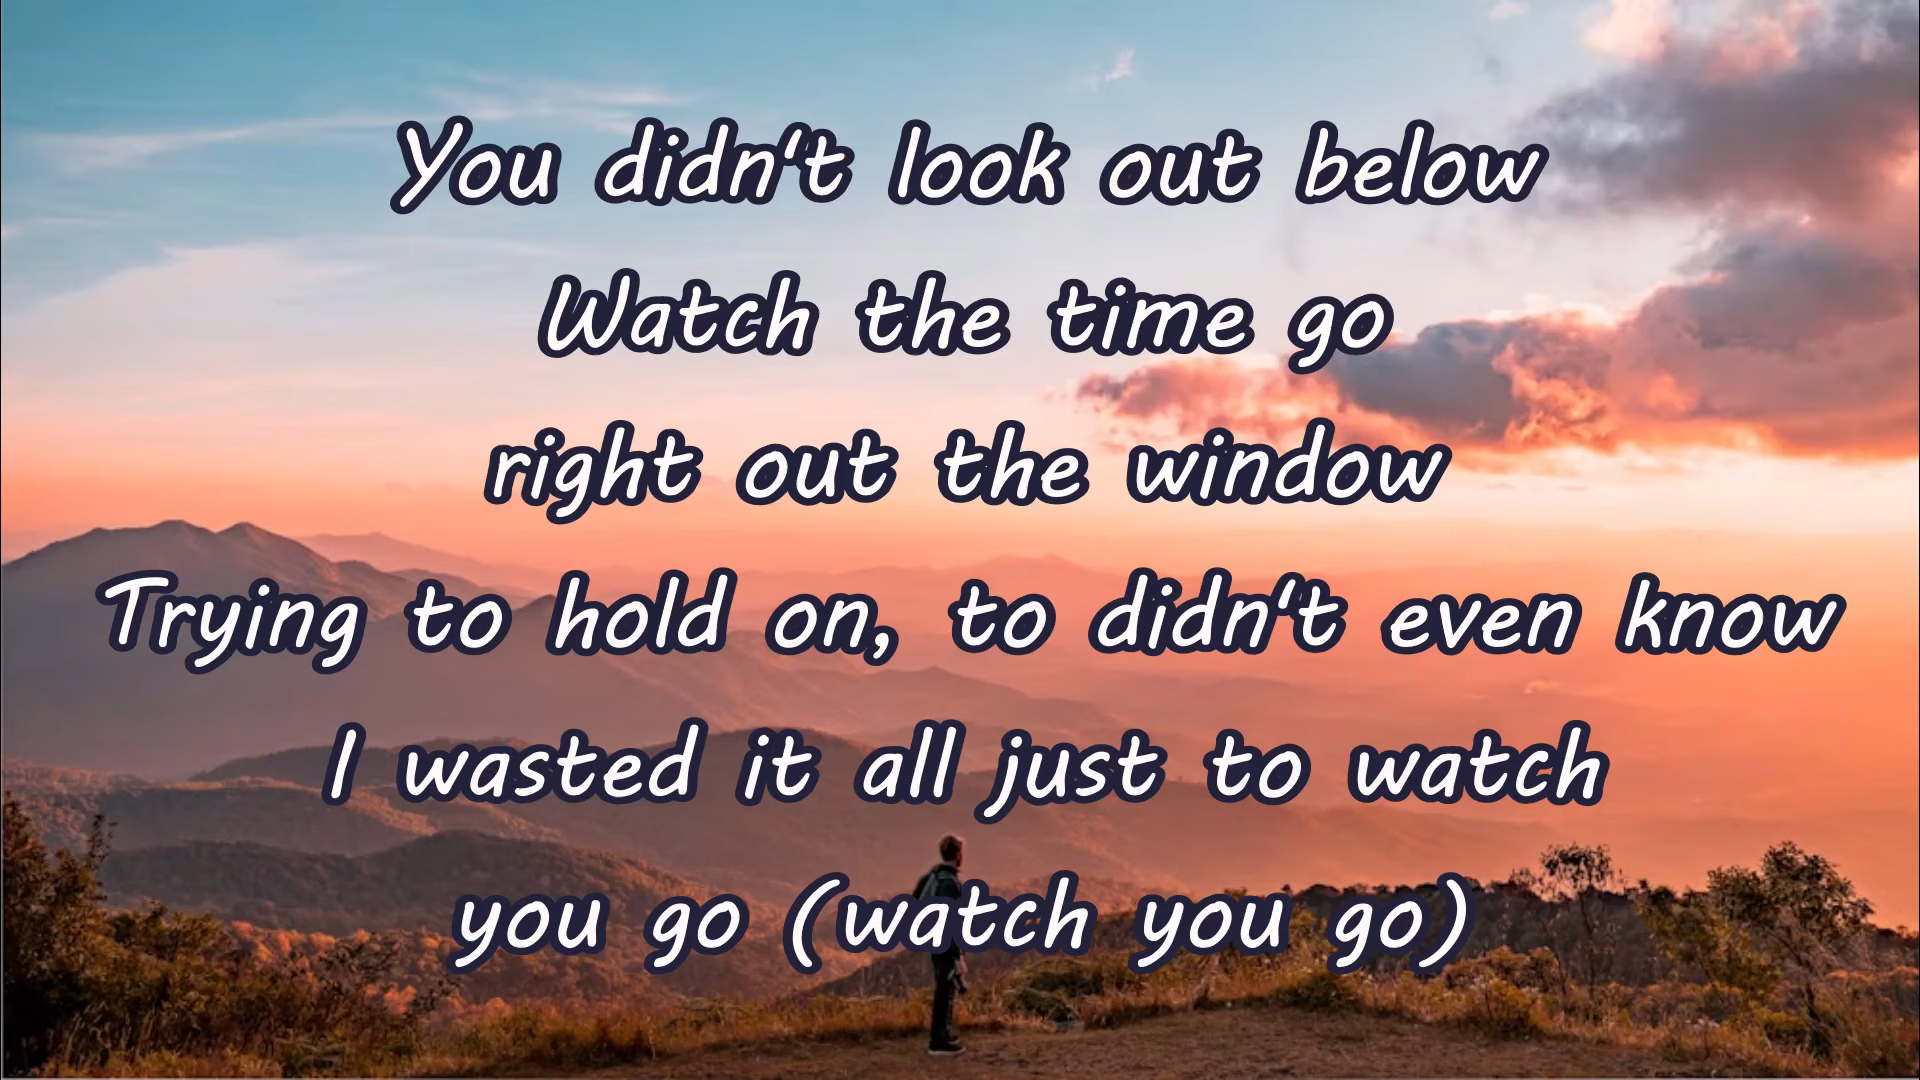 You didn't look out below
Watch the time go
right out the window
Trying to hold on, to didn't even know
I wasted it all just to watch
you go (watch you go)